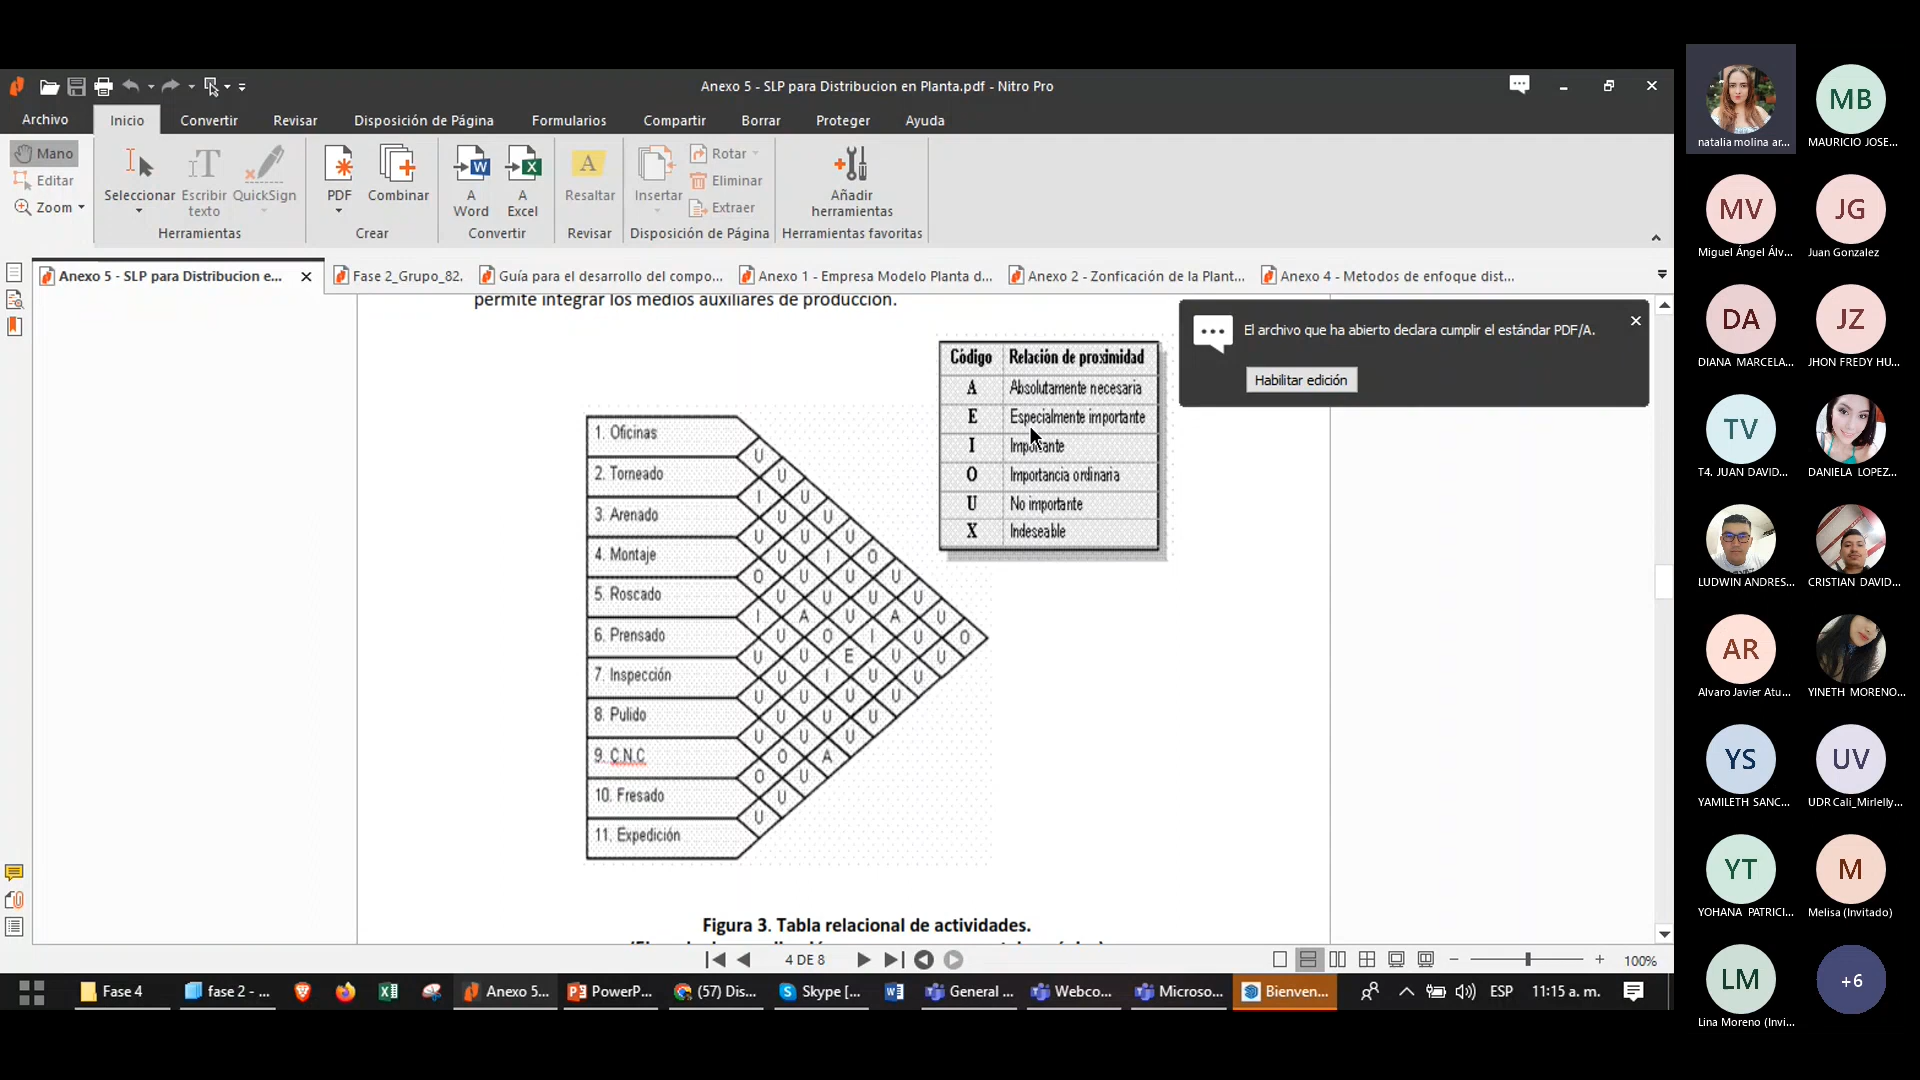 Anexo 5 - SLP para Distribucion en Planta.pdf - Nitro Pro
Archivo Inicio Convertir Revisar Disposición de Página Formularios Compartir Borrar Proteger Ayuda
Mano
Editar
Zoom
Seleccionar
Escribir texto
QuickSign
Herramientas
PDF
Combinar
Crear
A Word
A Excel
Convertir
Resaltar
Revisar
Insertar
Rotar
Eliminar
Extraer
Disposición de Página
Añadir herramientas
Herramientas favoritas
Anexo 5 - SLP para Distribucion e...
Fase 2_Grupo_82.
Guía para el desarrollo del compo...
Anexo 1 - Empresa Modelo Planta d...
Anexo 2 - Zonficación de la Plant...
Anexo 4 - Metodos de enfoque dist...
permite integrar los medios auxiliares de producción.
El archivo que ha abierto declara cumplir el estándar PDF/A.
Habilitar edición
Código Relación de proximidad
A Absolutamente necesaria
E Especialmente importante
I Importante
O Importancia ordinaria
U No importante
X Indeseable
1. Oficinas
2. Torneado
3. Arenado
4. Montaje
5. Roscado
6. Prensado
7. Inspección
8. Pulido
9. C.N.C
10. Fresado
11. Expedición
U U U U O U U U O
I U I U U A U U
U U U U I U U
O U U E U U
I A O I U U
U U U U U
U U U A
U U U
U O U
O U
U
Figura 3. Tabla relacional de actividades.
4 DE 8
100%
Fase 4
fase 2 - ...
Anexo 5...
PowerP...
(57) Dis...
Skype [...
General ...
Webco...
Microso...
Bienven...
ESP
11:15 a. m.
natalia molina ar...
MB
MAURICIO JOSE...
MV
Miguel Ángel Álv...
JG
Juan Gonzalez
DA
DIANA MARCELA...
JZ
JHON FREDY HU...
TV
T4. JUAN DAVID...
DANIELA LOPEZ...
LUDWIN ANDRES...
CRISTIAN DAVID...
AR
Alvaro Javier Atu...
YINETH MORENO...
YS
YAMILETH SANC...
UV
UDR Cali_Mirlelly...
YT
YOHANA PATRICI...
M
Melisa (Invitado)
LM
Lina Moreno (Invi...
+6